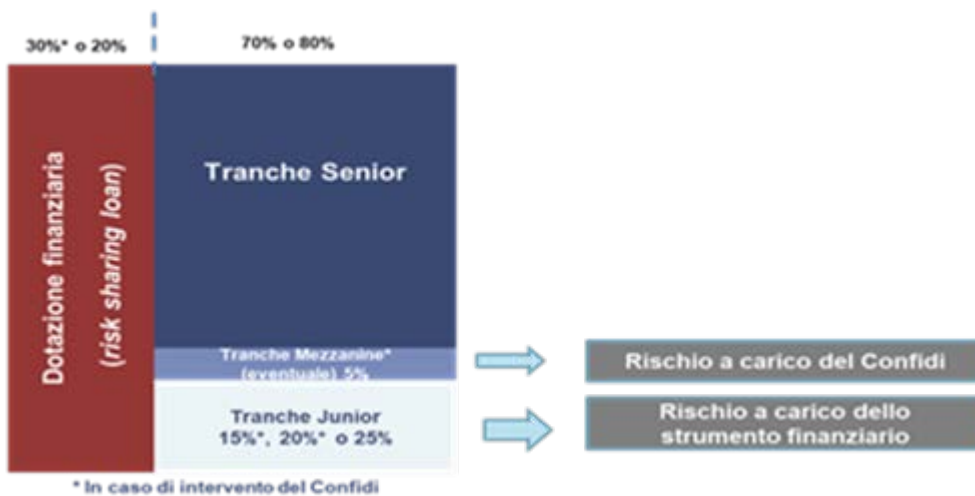 30%* o 20%
70% o 80%
Dotazione finanziaria
(risk sharing loan)
Tranche Senior
Tranche Mezzanine*
(eventuale) 5%
Tranche Junior
15%*, 20%* o 25%
Rischio a carico del Confidi
Rischio a carico dello
strumento finanziario
* In caso di intervento del Confidi